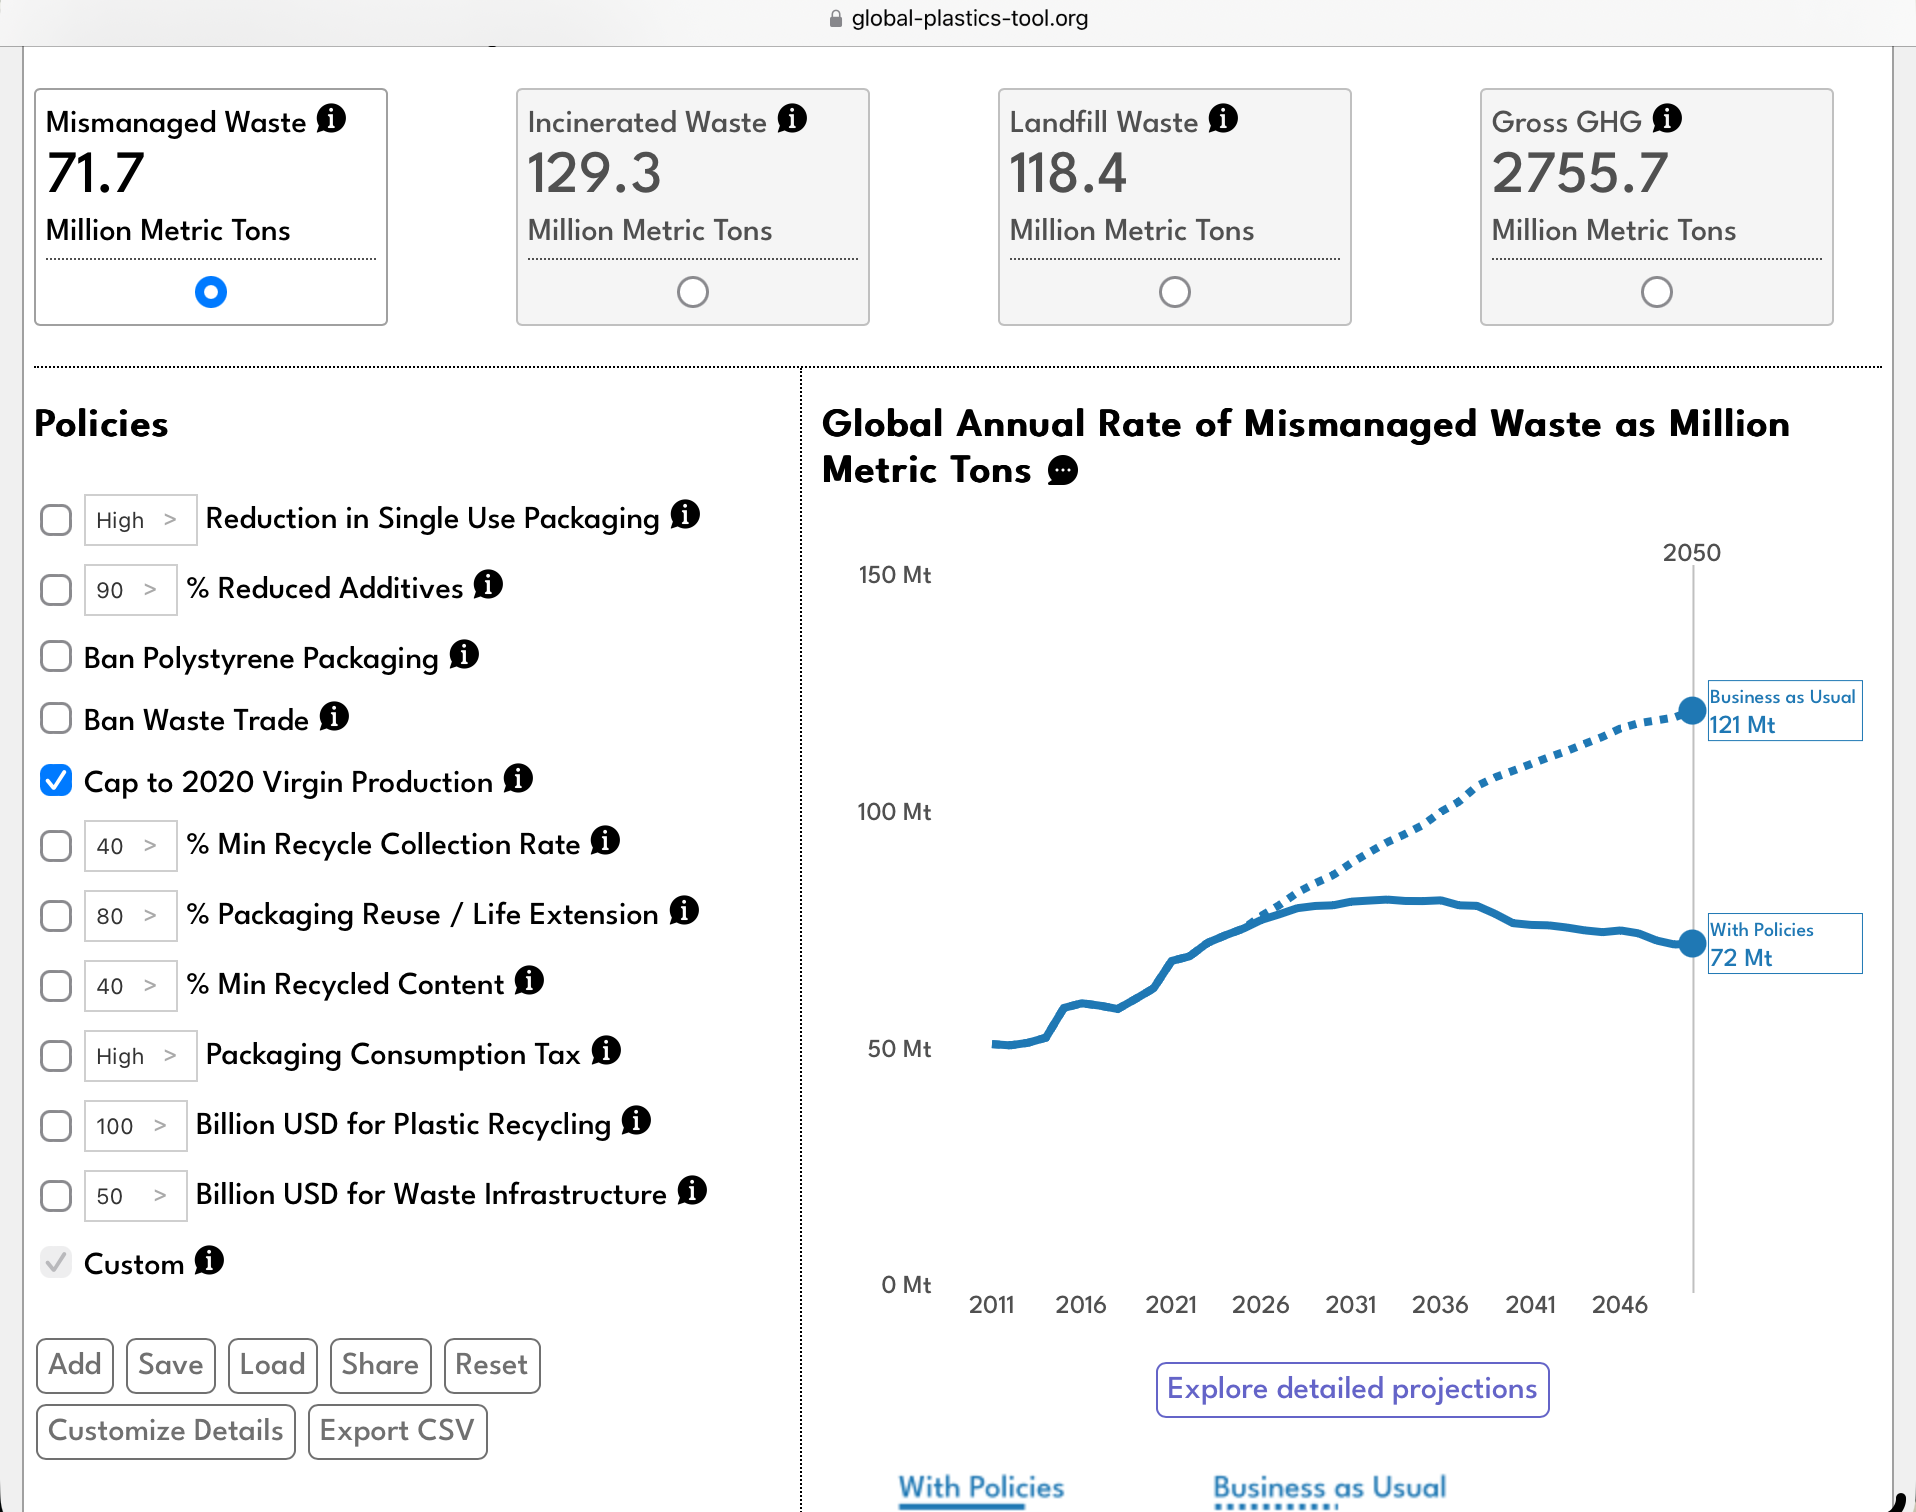 global-plastics-tool.org
Mismanaged Waste
71.7
Million Metric Tons
Incinerated Waste
129.3
Million Metric Tons
Landfill Waste
118.4
Million Metric Tons
Gross GHG
2755.7
Million Metric Tons
Policies
High > Reduction in Single Use Packaging
90 > % Reduced Additives
Ban Polystyrene Packaging
Ban Waste Trade
Cap to 2020 Virgin Production
40 > % Min Recycle Collection Rate
80 > % Packaging Reuse / Life Extension
40 > % Min Recycled Content
High > Packaging Consumption Tax
100 > Billion USD for Plastic Recycling
50 > Billion USD for Waste Infrastructure
Custom
Add Save Load Share Reset
Customize Details Export CSV
Global Annual Rate of Mismanaged Waste as Million
Metric Tons
2050
150 Mt
Business as Usual
121 Mt
100 Mt
With Policies
72 Mt
50 Mt
0 Mt
2011 2016 2021 2026 2031 2036 2041 2046
Explore detailed projections
With Policies Business as Usual